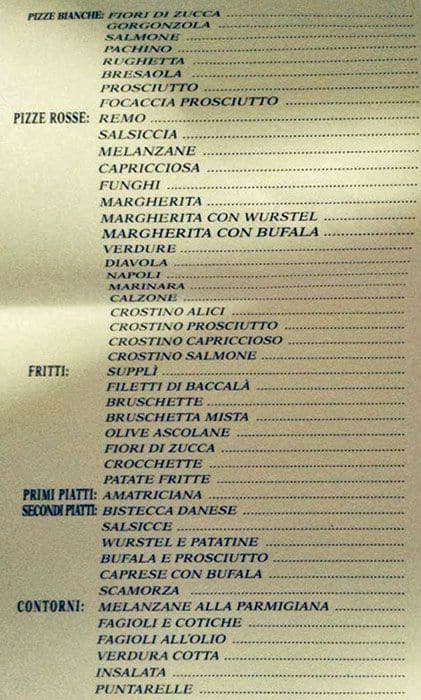 PIZZE BIANCHE: FIORI DI ZUCCA ........................
GORGONZOLA ........................
SALMONE ........................
PACHINO ........................
RUGHETTA ........................
BRESAOLA ........................
PROSCIUTTO ........................
FOCACCIA PROSCIUTTO ........................
PIZZE ROSSE: REMO ........................
SALSICCIA ........................
MELANZANE ........................
CAPRICCIOSA ........................
FUNGHI ........................
MARGHERITA ........................
MARGHERITA CON WURSTEL ........................
MARGHERITA CON BUFALA ........................
VERDURE ........................
DIAVOLA ........................
NAPOLI ........................
MARINARA ........................
CALZONE ........................
CROSTINO ALICI ........................
CROSTINO PROSCIUTTO ........................
CROSTINO CAPRICCIOSO ........................
CROSTINO SALMONE ........................
FRITTI: SUPPLÌ ........................
FILETTI DI BACCALÀ ........................
BRUSCHETTE ........................
BRUSCHETTA MISTA ........................
OLIVE ASCOLANE ........................
FIORI DI ZUCCA ........................
CROCCHETTE ........................
PATATE FRITTE ........................
PRIMI PIATTI: AMATRICIANA ........................
SECONDI PIATTI: BISTECCA DANESE ........................
SALSICCE ........................
WURSTEL E PATATINE ........................
BUFALA E PROSCIUTTO ........................
CAPRESE CON BUFALA ........................
SCAMORZA ........................
CONTORNI: MELANZANE ALLA PARMIGIANA ........................
FAGIOLI E COTICHE ........................
FAGIOLI ALL'OLIO ........................
VERDURA COTTA ........................
INSALATA ........................
PUNTARELLE ........................